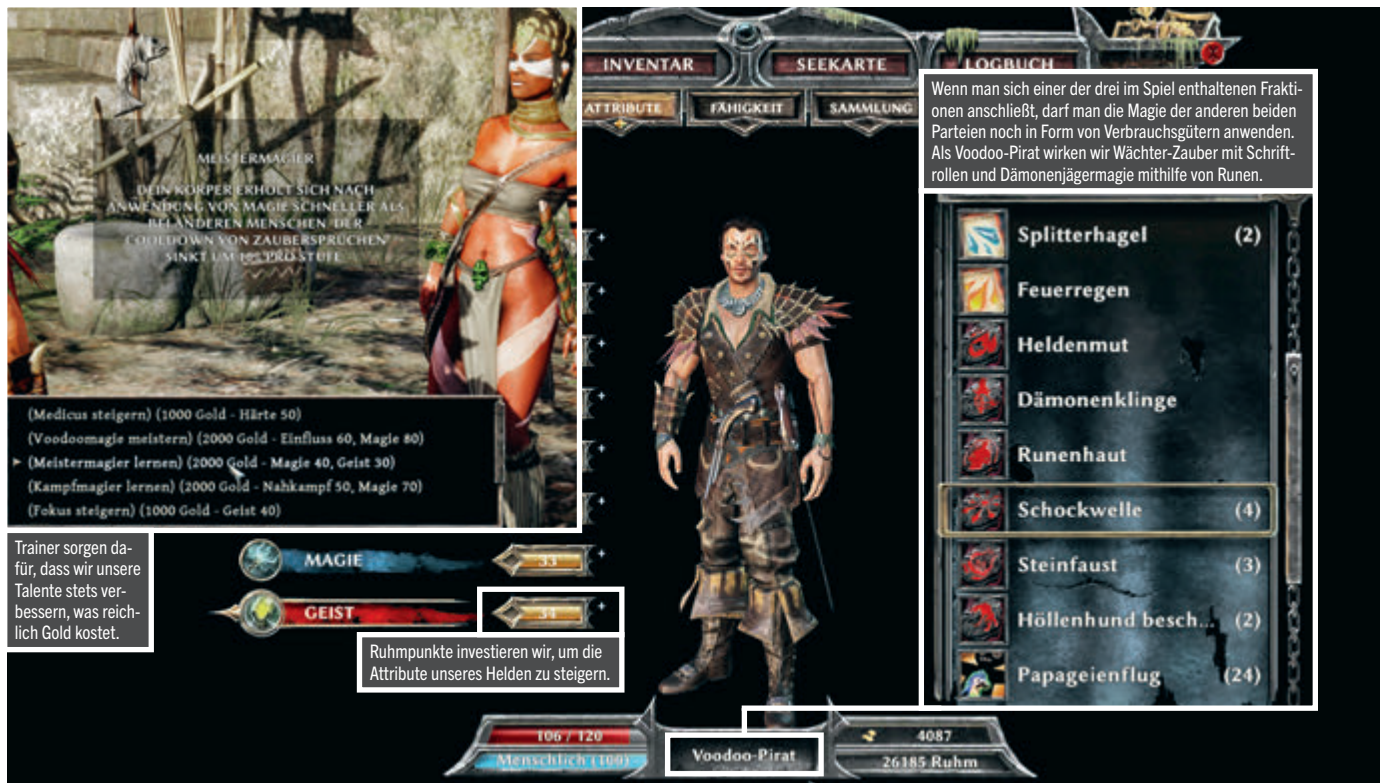 INVENTAR
SEEKARTE
LOGBUCH
ATTRIBUTE
FÄHIGKEIT
SAMMLUNG
MEISTERMAGIER
DEIN KÖRPER ERHOLT SICH NACH
ANWENDUNG VON MAGIE SCHNELLER ALS
BEI ANDEREN MENSCHEN. DER
COOLDOWN VON ZAUBERSPRÜCHEN
SINKT UM 10% PRO STUFE
(Medicus steigern) (1000 Gold - Härte 50)
(Voodoomagie meistern) (2000 Gold - Einfluss 60, Magie 80)
(Meistermagier lernen) (2000 Gold - Magie 40, Geist 30)
(Kampfmagier lernen) (2000 Gold - Nahkampf 50, Magie 70)
(Fokus steigern) (1000 Gold - Geist 40)
Trainer sorgen da-
für, dass wir unsere
Talente stets ver-
bessern, was reich-
lich Gold kostet.
MAGIE 33
GEIST 34
Ruhmpunkte investieren wir, um die
Attribute unseres Helden zu steigern.
Wenn man sich einer der drei im Spiel enthaltenen Frakti-
onen anschließt, darf man die Magie der anderen beiden
Parteien noch in Form von Verbrauchsgütern anwenden.
Als Voodoo-Pirat wirken wir Wächter-Zauber mit Schrift-
rollen und Dämonenjägermagie mithilfe von Runen.
Splitterhagel (2)
Feuerregen
Heldenmut
Dämonenklinge
Runenhaut
Schockwelle (4)
Steinfaust (3)
Höllenhund besch... (2)
Papageienflug (24)
106 / 120
Menschlich (100)
Voodoo-Pirat
4087
26185 Ruhm